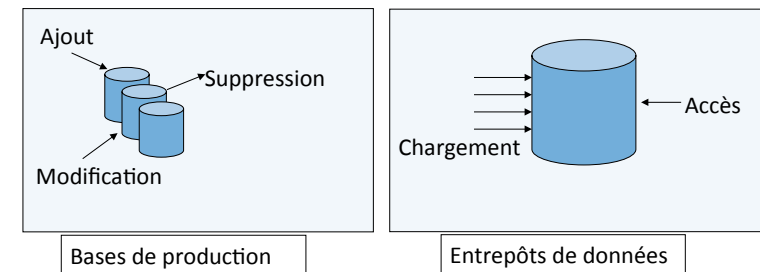 Ajout
Suppression
Modification
Bases de production
Chargement
Accès
Entrepôts de données